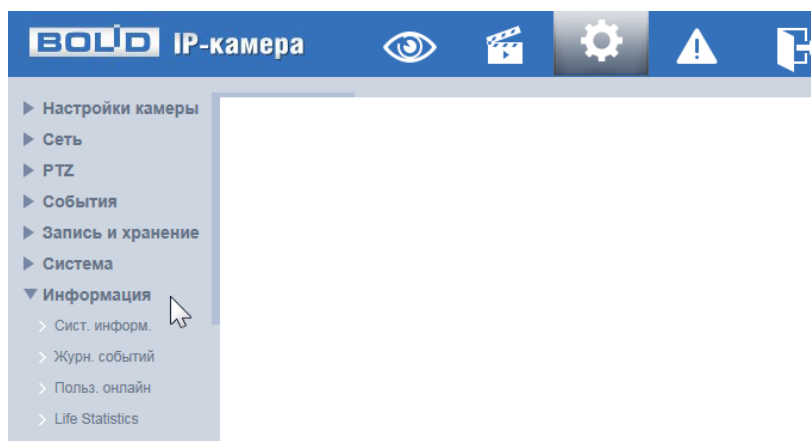 BOLID IP-камера
Настройки камеры
Сеть
PTZ
События
Запись и хранение
Система
Информация
Сист. информ.
Журн. событий
Польз. онлайн
Life Statistics